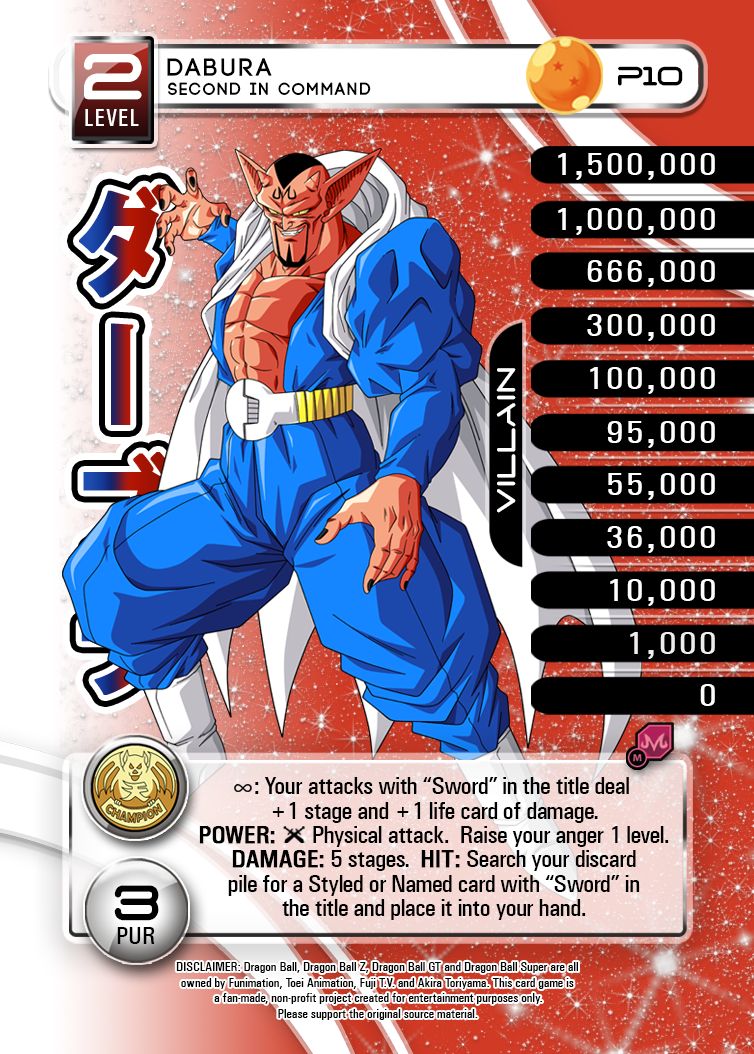 2
LEVEL
DABURA
SECOND IN COMMAND
P10
1,500,000
1,000,000
666,000
300,000
100,000
95,000
55,000
36,000
10,000
1,000
0
VILLAIN
ダーブラ
M
CHAMPION
3
PUR
∞: Your attacks with “Sword” in the title deal
+1 stage and +1 life card of damage.
POWER: Physical attack. Raise your anger 1 level.
DAMAGE: 5 stages. HIT: Search your discard
pile for a Styled or Named card with “Sword” in
the title and place it into your hand.
DISCLAIMER: Dragon Ball, Dragon Ball Z, Dragon Ball GT and Dragon Ball Super are all
owned by Funimation, Toei Animation, Fuji T.V. and Akira Toriyama. This card game is
a fan-made, non-profit project created for entertainment purposes only.
Please support the original source material.